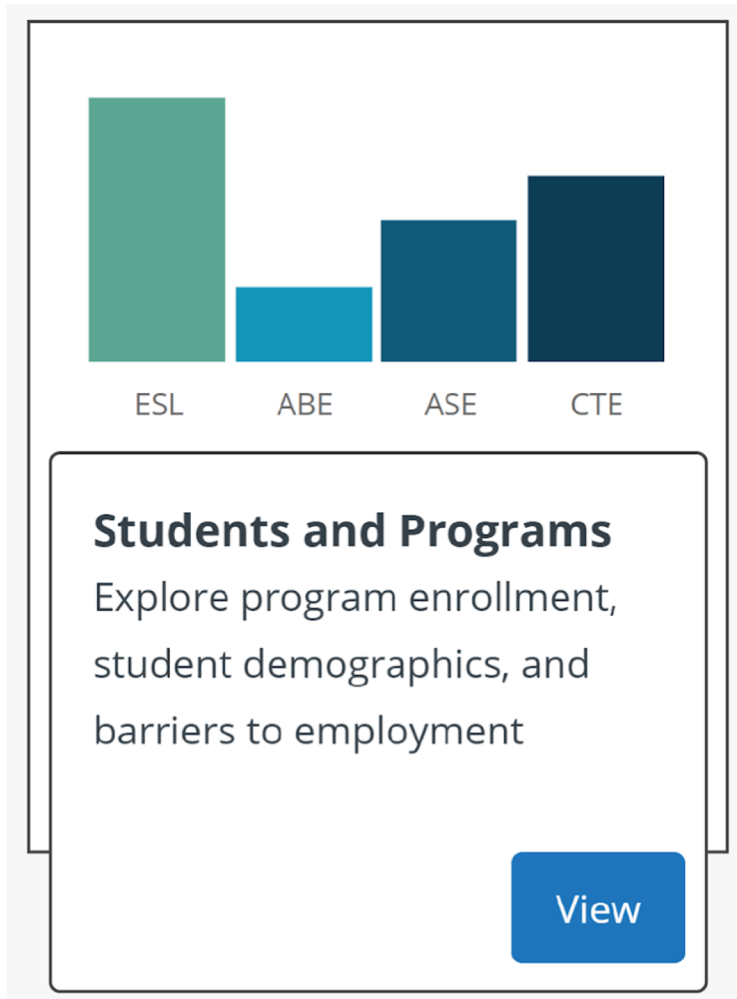 ESL ABE ASE CTE
Students and Programs
Explore program enrollment,
student demographics, and
barriers to employment
View